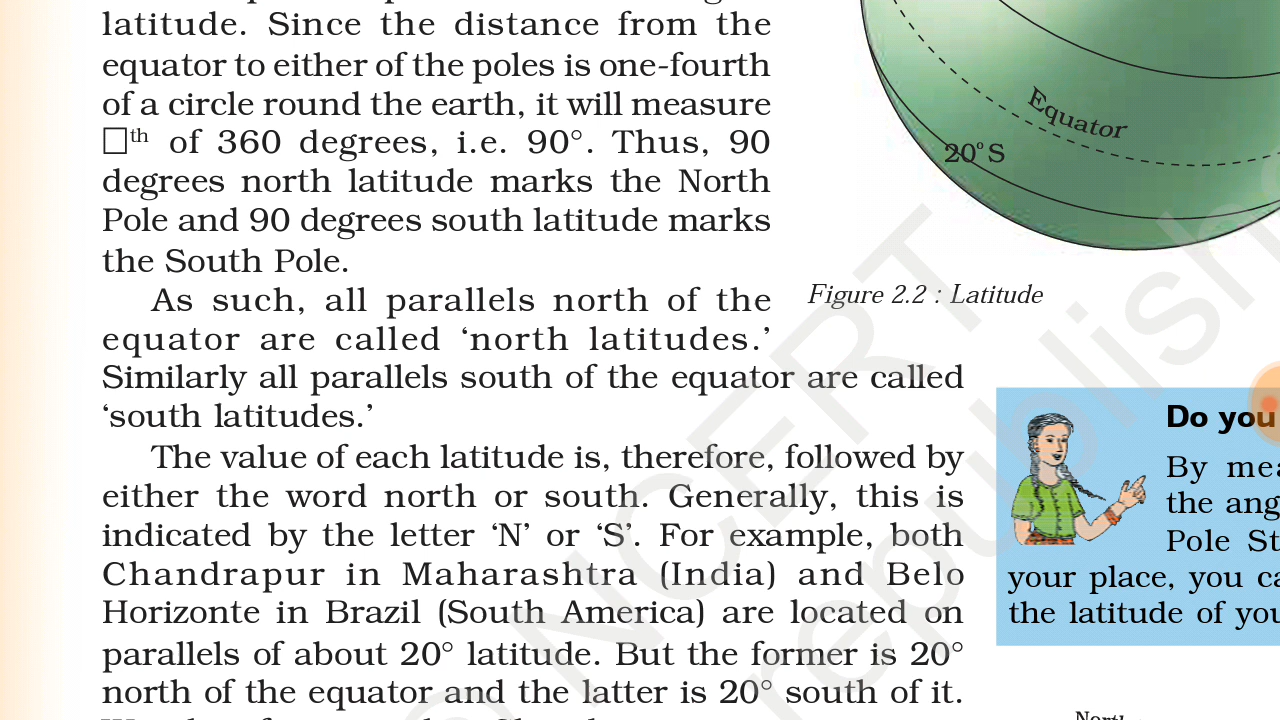 latitude. Since the distance from the
equator to either of the poles is one-fourth
of a circle round the earth, it will measure
□th of 360 degrees, i.e. 90°. Thus, 90
degrees north latitude marks the North
Pole and 90 degrees south latitude marks
the South Pole.
As such, all parallels north of the
equator are called ‘north latitudes.’
Similarly all parallels south of the equator are called
‘south latitudes.’
The value of each latitude is, therefore, followed by
either the word north or south. Generally, this is
indicated by the letter ‘N’ or ‘S’. For example, both
Chandrapur in Maharashtra (India) and Belo
Horizonte in Brazil (South America) are located on
parallels of about 20° latitude. But the former is 20°
north of the equator and the latter is 20° south of it.
Equator
20°S
Figure 2.2 : Latitude
Do you
By mea
the ang
Pole St
your place, you ca
the latitude of you
North
NCERT
republish